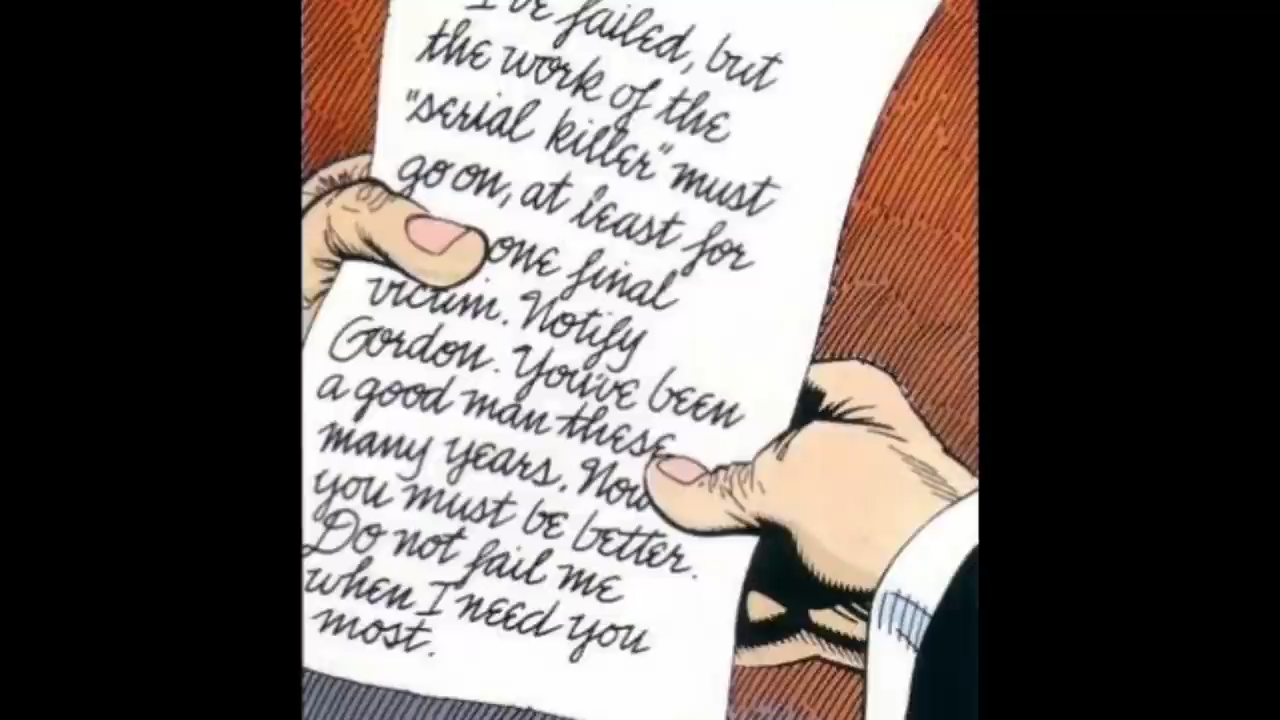 I've failed, but
the work of the
"serial killer" must
go on, at least for
one final
victim. Notify
Gordon. You've been
a good man these
many years. Now
you must be better.
Do not fail me
when I need you
most.